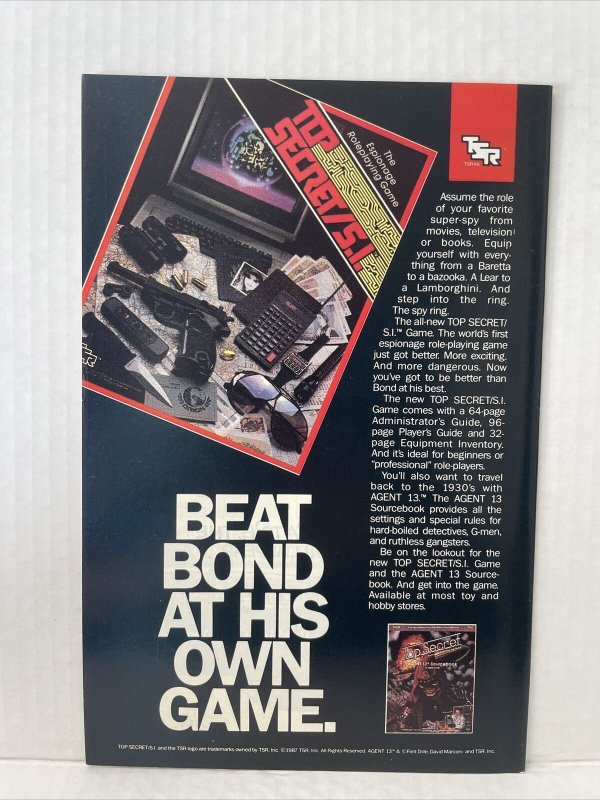 TOP
SECRET/S.I.
The
Espionage
Roleplaying Game
TSR
TSR, Inc.
Assume the role
of your favorite
super-spy from
movies, television
or books. Equip
yourself with every-
thing from a Baretta
to a bazooka. A Lear to
a Lamborghini. And
step into the ring.
The spy ring.
The all-new TOP SECRET/
S.I.™ Game. The world's first
espionage role-playing game
just got better. More exciting.
And more dangerous. Now
you've got to be better than
Bond at his best.
The new TOP SECRET/S.I.
Game comes with a 64-page
Administrator's Guide, 96-
page Player's Guide and 32-
page Equipment Inventory.
And it's ideal for beginners or
"professional" role-players.
You'll also want to travel
back to the 1930's with
AGENT 13.™ The AGENT 13
Sourcebook provides all the
settings and special rules for
hard-boiled detectives, G-men,
and ruthless gangsters.
Be on the lookout for the
new TOP SECRET/S.I. Game
and the AGENT 13 Source-
book. And get into the game.
Available at most toy and
hobby stores.
BEAT
BOND
AT HIS
OWN
GAME.
Top Secret
AGENT 13™ SOURCEBOOK
TSR
TOP SECRET/S.I. and the TSR logo are trademarks owned by TSR, Inc. ©1987 TSR, Inc. All Rights Reserved. AGENT 13™ & © Flint Dille, David Marconi and TSR, Inc.